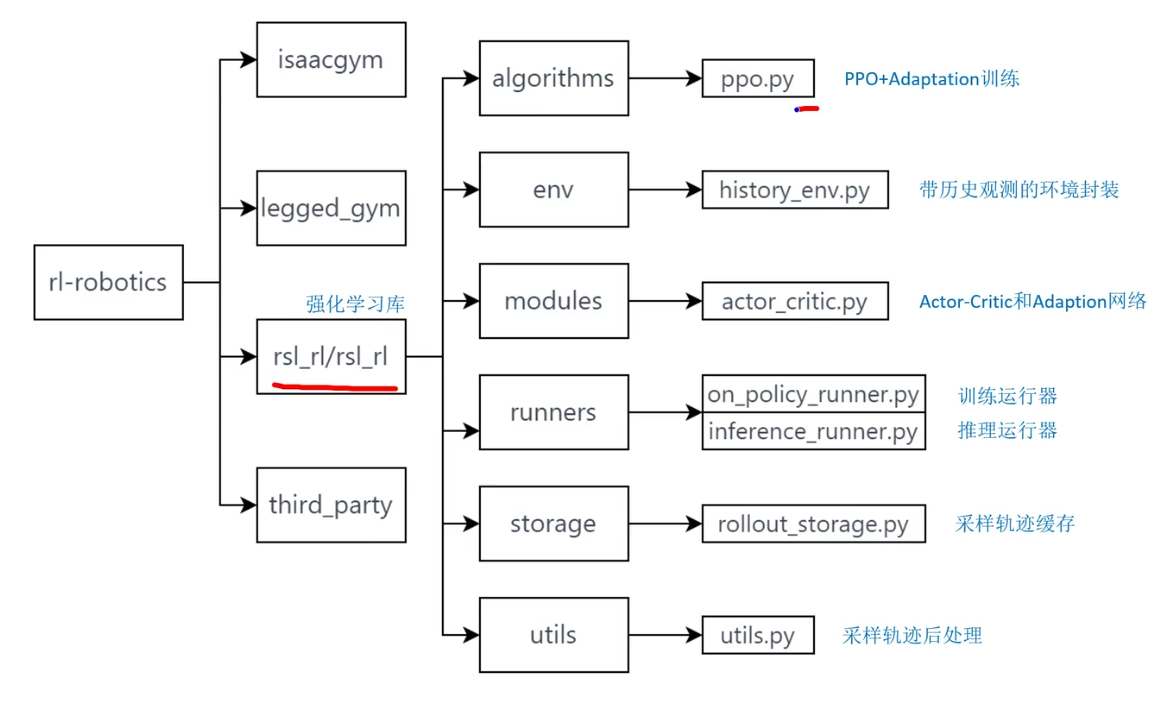 rl-robotics
isaacgym
legged_gym
强化学习库
rsl_rl/rsl_rl
third_party
algorithms
ppo.py
PPO+Adaptation训练
env
history_env.py
带历史观测的环境封装
modules
actor_critic.py
Actor-Critic和Adaption网络
runners
on_policy_runner.py
训练运行器
inference_runner.py
推理运行器
storage
rollout_storage.py
采样轨迹缓存
utils
utils.py
采样轨迹后处理